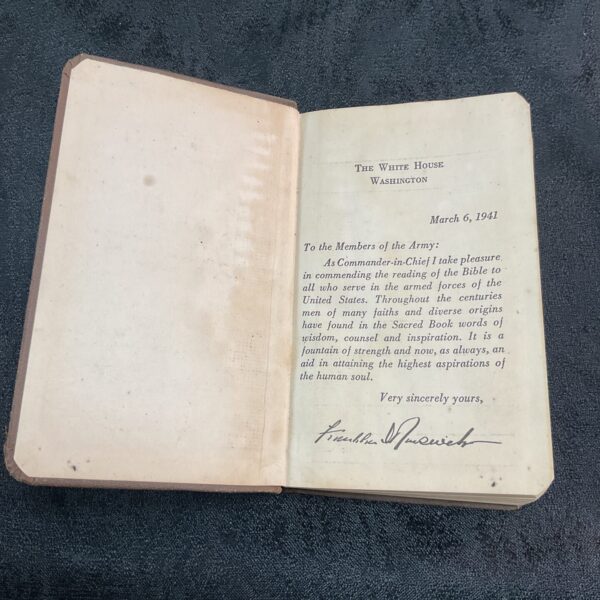 The White House
Washington
March 6, 1941
To the Members of the Army:
As Commander-in-Chief I take pleasure
in commending the reading of the Bible to
all who serve in the armed forces of the
United States. Throughout the centuries
men of many faiths and diverse origins
have found in the Sacred Book words of
wisdom, counsel and inspiration. It is a
fountain of strength and now, as always, an
aid in attaining the highest aspirations of
the human soul.
Very sincerely yours,
Franklin D Roosevelt